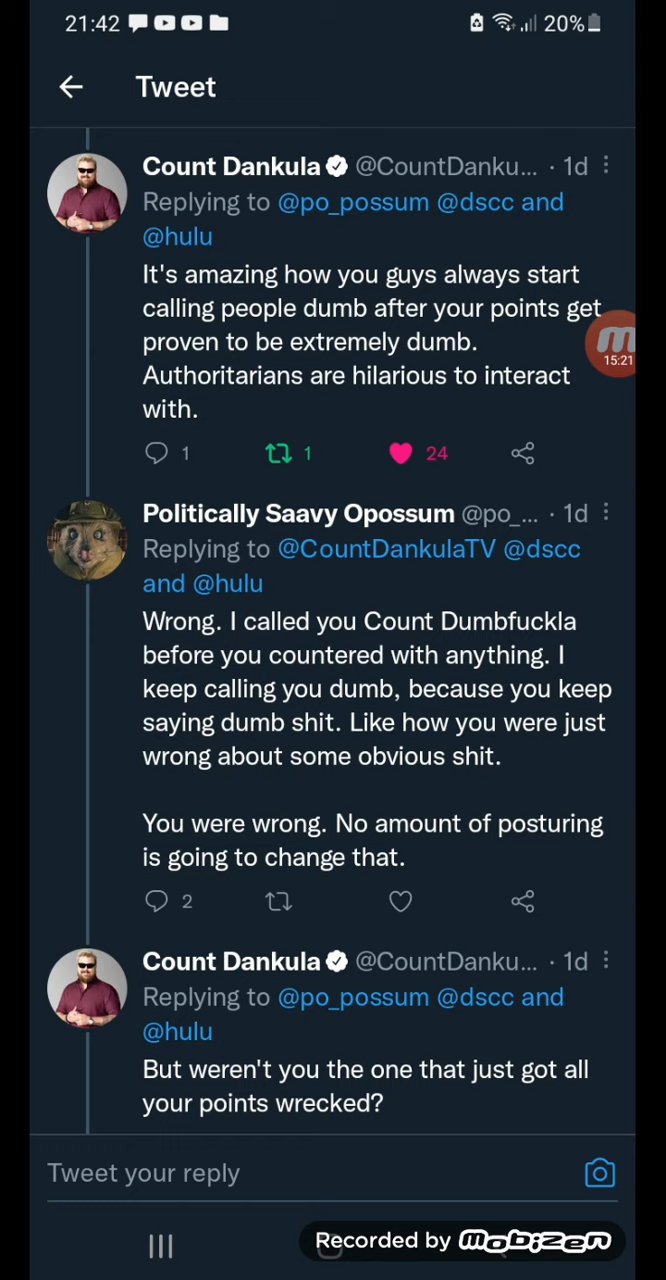 21:42 20%
Tweet
Count Dankula @CountDanku... · 1d
Replying to @po_possum @dscc and
@hulu
It's amazing how you guys always start
calling people dumb after your points get
proven to be extremely dumb.
Authoritarians are hilarious to interact
with.
15:21
1 1 24
Politically Saavy Opossum @po_... · 1d
Replying to @CountDankulaTV @dscc
and @hulu
Wrong. I called you Count Dumbfuckla
before you countered with anything. I
keep calling you dumb, because you keep
saying dumb shit. Like how you were just
wrong about some obvious shit.
You were wrong. No amount of posturing
is going to change that.
2
Count Dankula @CountDanku... · 1d
Replying to @po_possum @dscc and
@hulu
But weren't you the one that just got all
your points wrecked?
Tweet your reply
Recorded by mobizen